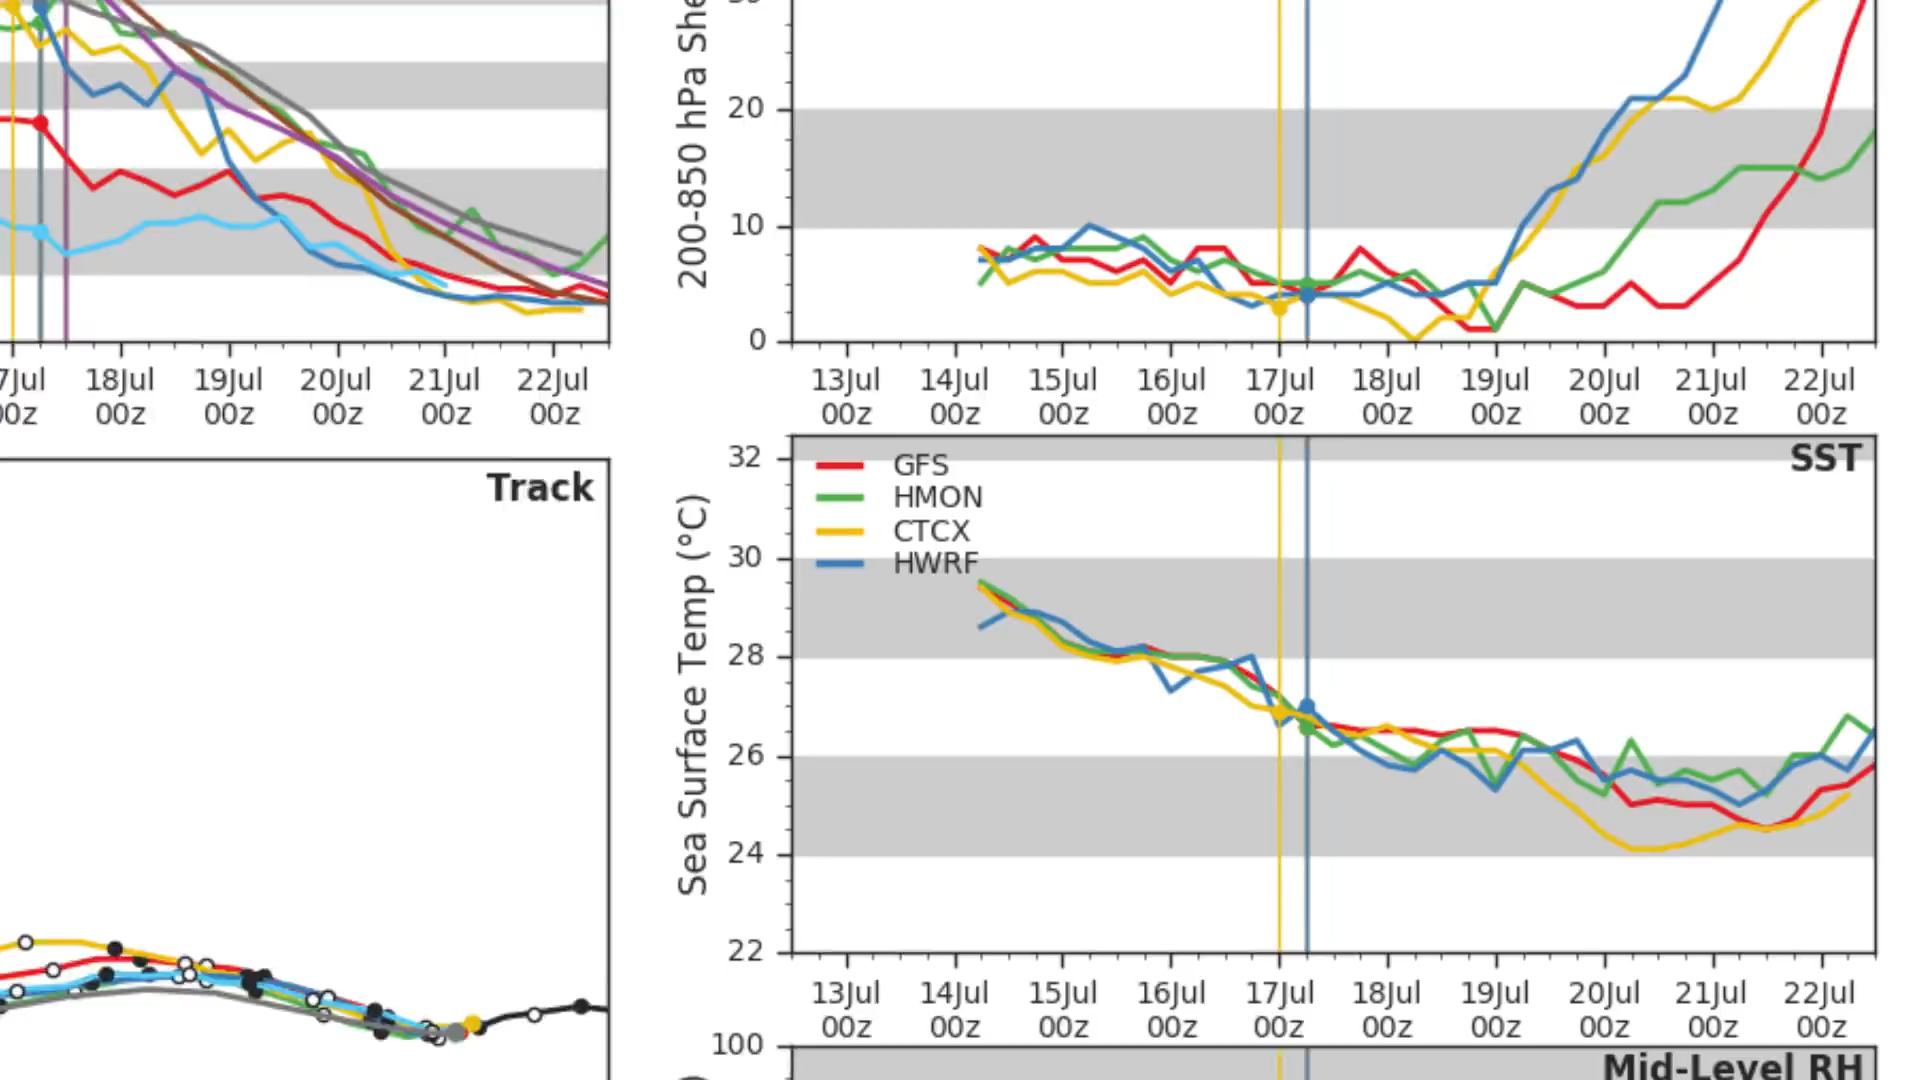 7Jul 18Jul 19Jul 20Jul 21Jul 22Jul
00z 00z 00z 00z 00z 00z
Track
200-850 hPa She
20
10
0
13Jul 14Jul 15Jul 16Jul 17Jul 18Jul 19Jul 20Jul 21Jul 22Jul
00z 00z 00z 00z 00z 00z 00z 00z 00z 00z
SST
GFS
HMON
CTCX
HWRF
Sea Surface Temp (°C)
32
30
28
26
24
22
13Jul 14Jul 15Jul 16Jul 17Jul 18Jul 19Jul 20Jul 21Jul 22Jul
00z 00z 00z 00z 00z 00z 00z 00z 00z 00z
100
Mid-Level RH